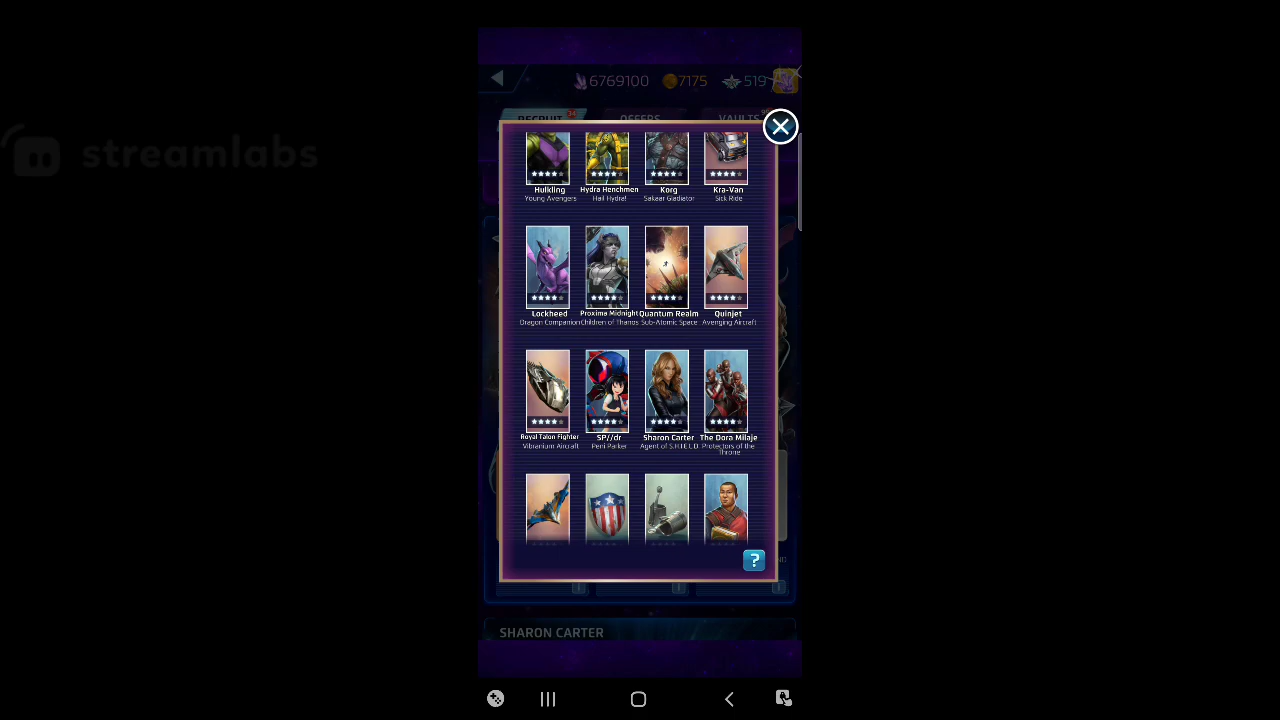 streamlabs
6769100 7175 519
RECRUIT 34 OFFERS VAULTS
Hulkling Hydra Henchmen Korg Kra-Van
Young Avengers Hail Hydra! Sakaar Gladiator Sick Ride
Lockheed Proxima Midnight Quantum Realm Quinjet
Dragon Companion Children of Thanos Sub-Atomic Space Avenging Aircraft
Royal Talon Fighter SP//dr Sharon Carter The Dora Milaje
Vibranium Aircraft Peni Parker Agent of S.H.I.E.L.D. Protectors of the
Throne
?
SHARON CARTER